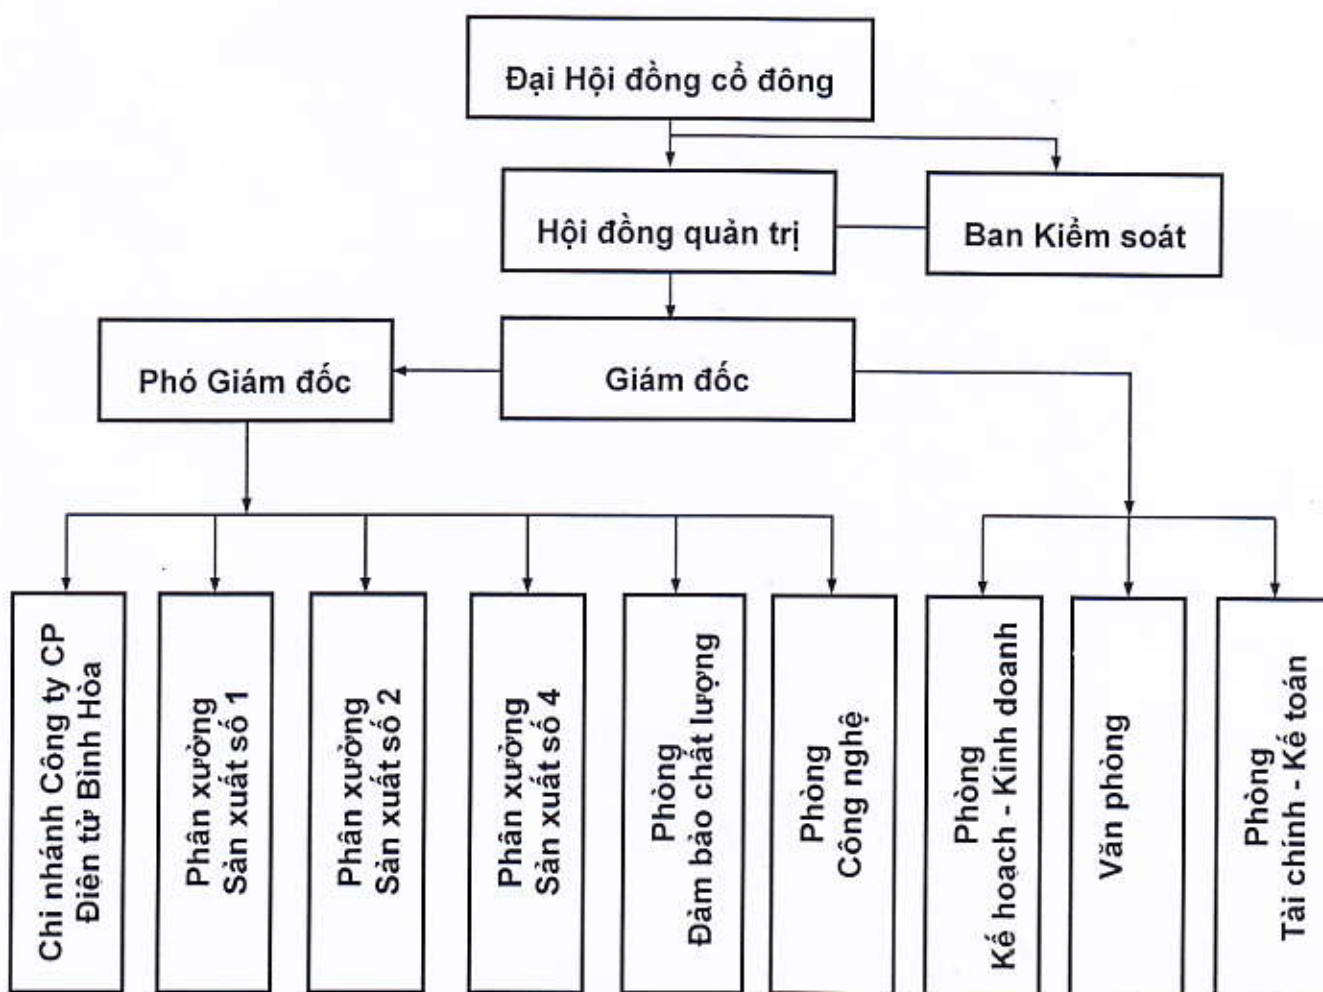 Đại Hội đồng cổ đông
Hội đồng quản trị
Ban Kiểm soát
Phó Giám đốc
Giám đốc
Chi nhánh Công ty CP
Điện tử Bình Hòa
Phân xưởng
Sản xuất số 1
Phân xưởng
Sản xuất số 2
Phân xưởng
Sản xuất số 4
Phòng
Đảm bảo chất lượng
Phòng
Công nghệ
Phòng
Kế hoạch - Kinh doanh
Văn phòng
Phòng
Tài chính - Kế toán